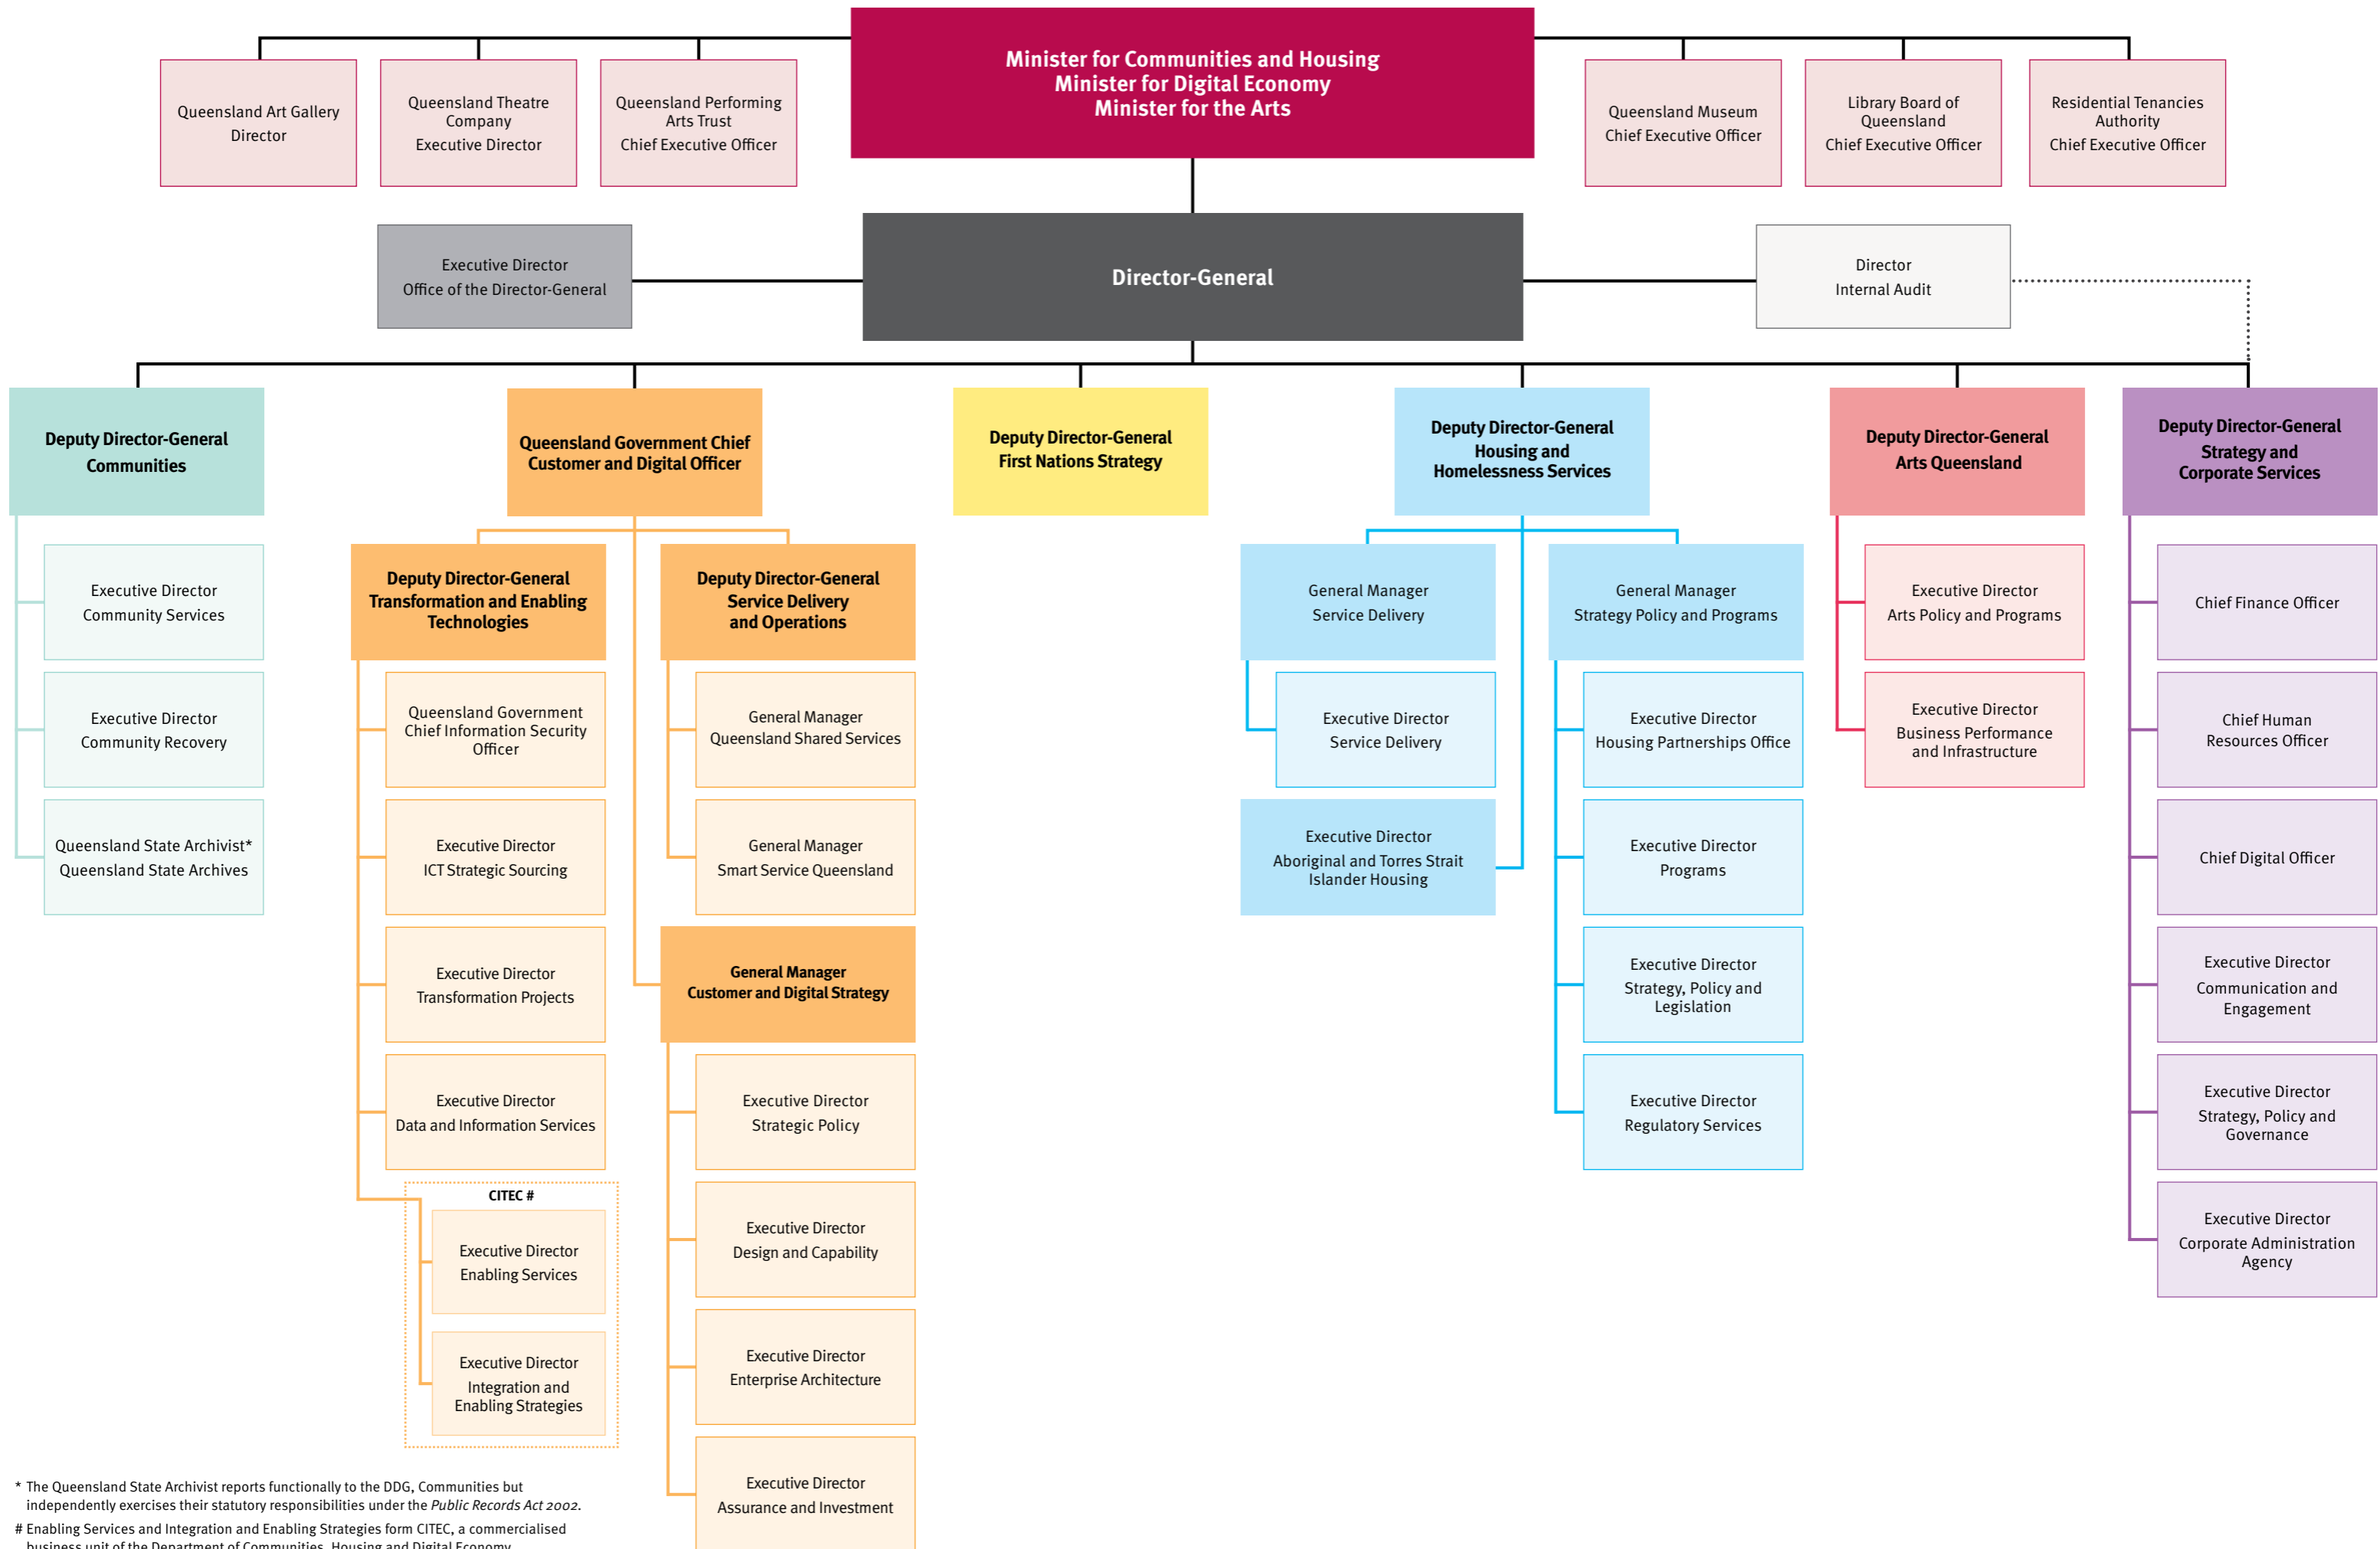 Minister for Communities and Housing
Minister for Digital Economy
Minister for the Arts
Queensland Art Gallery
Director
Queensland Theatre
Company
Executive Director
Queensland Performing
Arts Trust
Chief Executive Officer
Queensland Museum
Chief Executive Officer
Library Board of
Queensland
Chief Executive Officer
Residential Tenancies
Authority
Chief Executive Officer
Executive Director
Office of the Director-General
Director-General
Director
Internal Audit
Deputy Director-General
Communities
Executive Director
Community Services
Executive Director
Community Recovery
Queensland State Archivist*
Queensland State Archives
Queensland Government Chief
Customer and Digital Officer
Deputy Director-General
Transformation and Enabling
Technologies
Queensland Government
Chief Information Security
Officer
Executive Director
ICT Strategic Sourcing
Executive Director
Transformation Projects
Executive Director
Data and Information Services
CITEC #
Executive Director
Enabling Services
Executive Director
Integration and
Enabling Strategies
Deputy Director-General
Service Delivery
and Operations
General Manager
Queensland Shared Services
General Manager
Smart Service Queensland
General Manager
Customer and Digital Strategy
Executive Director
Strategic Policy
Executive Director
Design and Capability
Executive Director
Enterprise Architecture
Executive Director
Assurance and Investment
Deputy Director-General
First Nations Strategy
Deputy Director-General
Housing and
Homelessness Services
General Manager
Service Delivery
Executive Director
Service Delivery
Executive Director
Aboriginal and Torres Strait
Islander Housing
General Manager
Strategy Policy and Programs
Executive Director
Housing Partnerships Office
Executive Director
Programs
Executive Director
Strategy, Policy and
Legislation
Executive Director
Regulatory Services
Deputy Director-General
Arts Queensland
Executive Director
Arts Policy and Programs
Executive Director
Business Performance
and Infrastructure
Deputy Director-General
Strategy and
Corporate Services
Chief Finance Officer
Chief Human
Resources Officer
Chief Digital Officer
Executive Director
Communication and
Engagement
Executive Director
Strategy, Policy and
Governance
Executive Director
Corporate Administration
Agency
* The Queensland State Archivist reports functionally to the DDG, Communities but
independently exercises their statutory responsibilities under the Public Records Act 2002.
# Enabling Services and Integration and Enabling Strategies form CITEC, a commercialised
business unit of the Department of Communities, Housing and Digital Economy